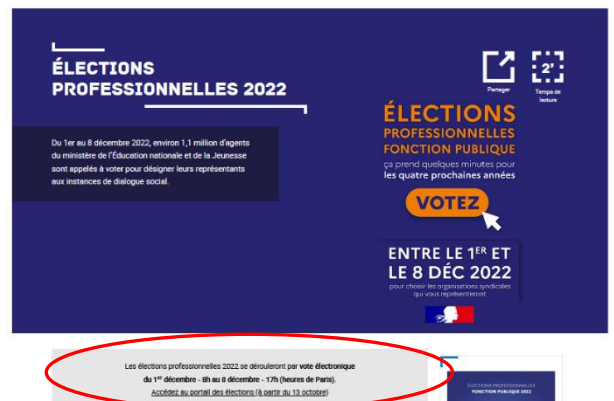 ÉLECTIONS
PROFESSIONNELLES 2022
Du 1er au 8 décembre 2022, environ 1,1 million d'agents
du ministère de l'Éducation nationale et de la Jeunesse
sont appelés à voter pour désigner leurs représentants
aux instances de dialogue social.
Partager
2'
Temps de
lecture
ÉLECTIONS
PROFESSIONNELLES
FONCTION PUBLIQUE
ça prend quelques minutes pour
les quatre prochaines années
VOTEZ
ENTRE LE 1ER ET
LE 8 DÉC 2022
pour choisir les organisations syndicales
qui vous représenteront
Les élections professionnelles 2022 se dérouleront par vote électronique
du 1er décembre - 8h au 8 décembre - 17h (heures de Paris).
Accédez au portail des élections (à partir du 13 octobre)
ÉLECTIONS PROFESSIONNELLES
FONCTION PUBLIQUE 2022